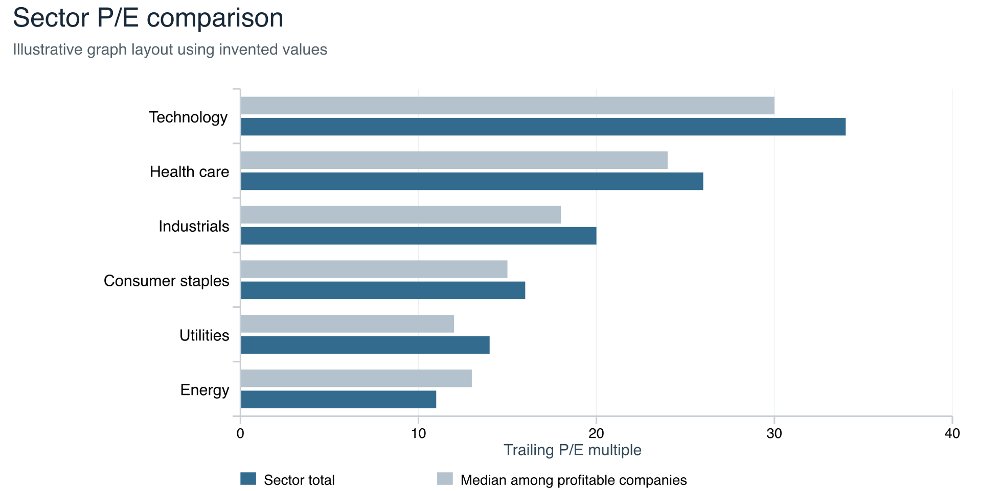 Sector P/E comparison
Illustrative graph layout using invented values
Technology
Health care
Industrials
Consumer staples
Utilities
Energy
0 10 20 30 40
Trailing P/E multiple
Sector total Median among profitable companies